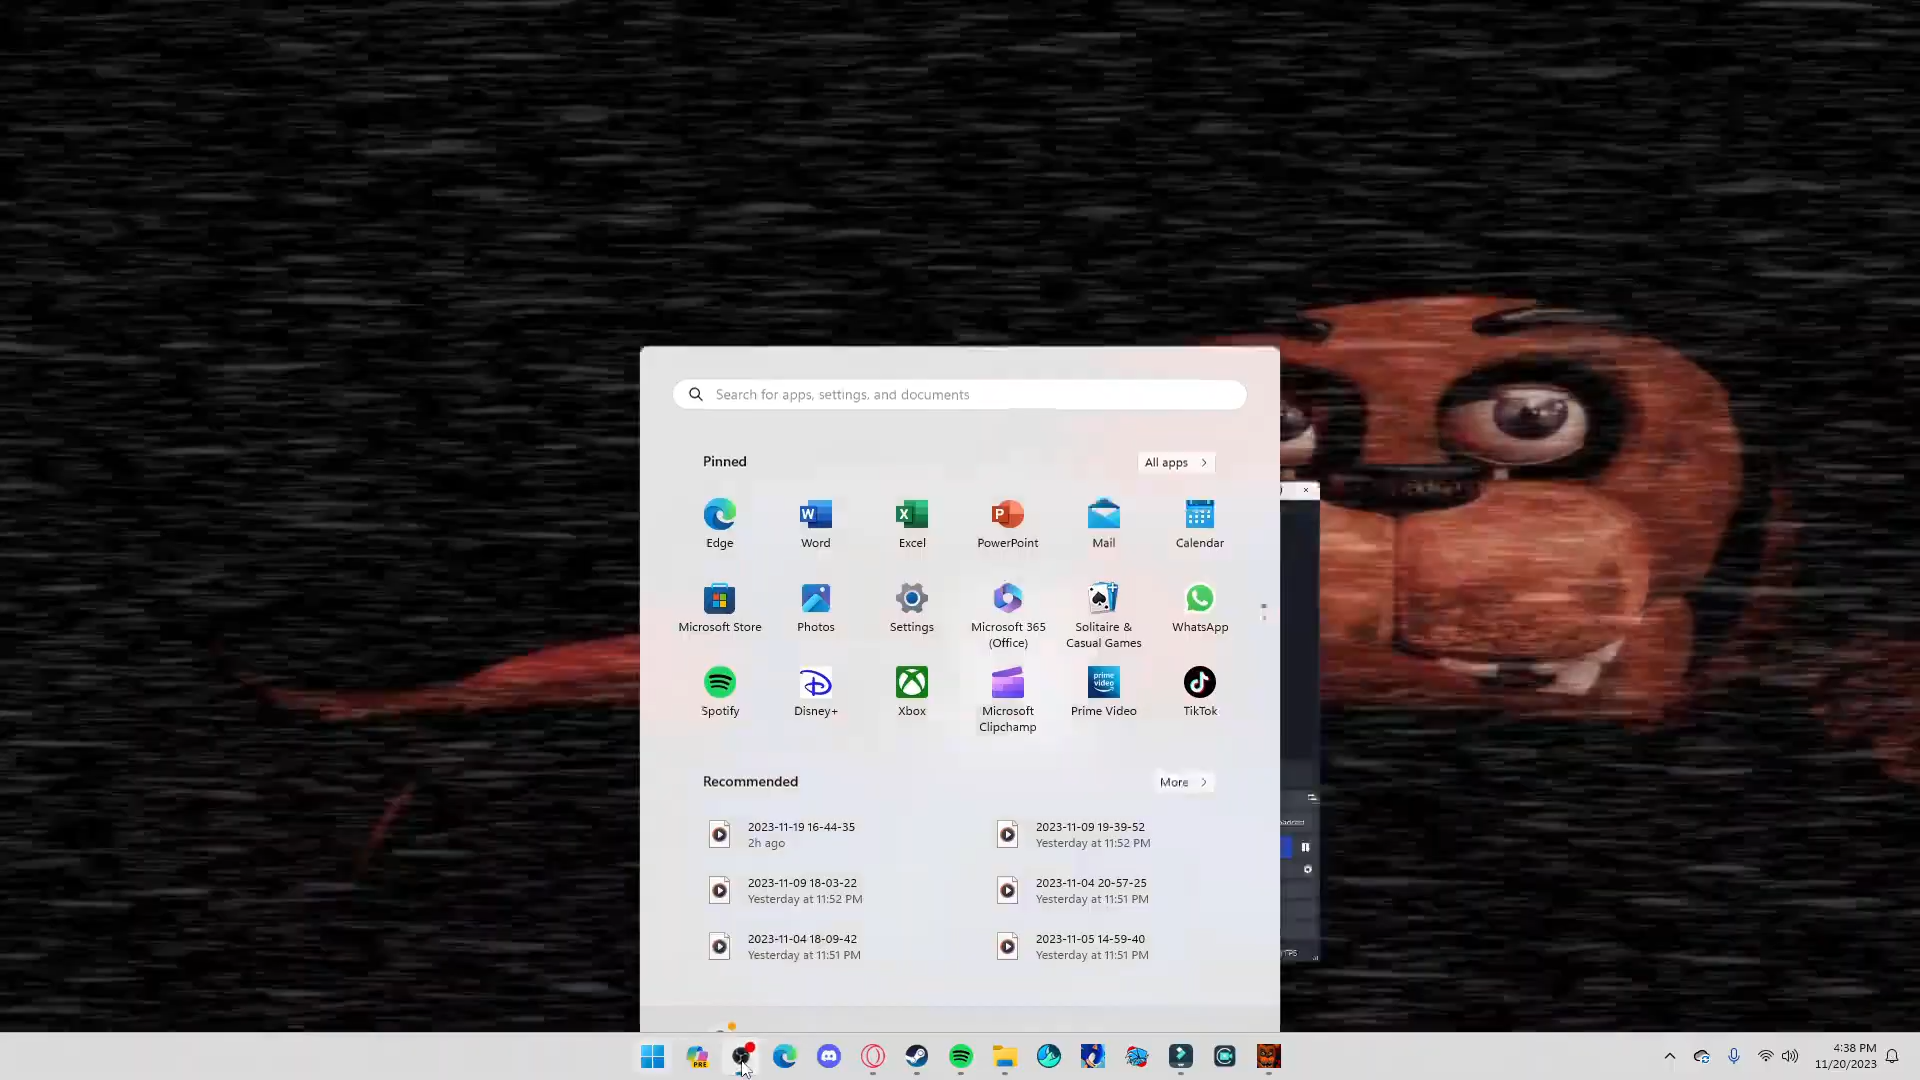 Search for apps, settings, and documents
Pinned
All apps
Edge
Word
Excel
PowerPoint
Mail
Calendar
Microsoft Store
Photos
Settings
Microsoft 365
(Office)
Solitaire &
Casual Games
WhatsApp
Spotify
Disney+
Xbox
Microsoft
Clipchamp
prime
video
Prime Video
TikTok
Recommended
More
2023-11-19 16-44-35
2h ago
2023-11-09 19-39-52
Yesterday at 11:52 PM
2023-11-09 18-03-22
Yesterday at 11:52 PM
2023-11-04 20-57-25
Yesterday at 11:51 PM
2023-11-04 18-09-42
Yesterday at 11:51 PM
2023-11-05 14-59-40
Yesterday at 11:51 PM
PRE
4:38 PM
11/20/2023